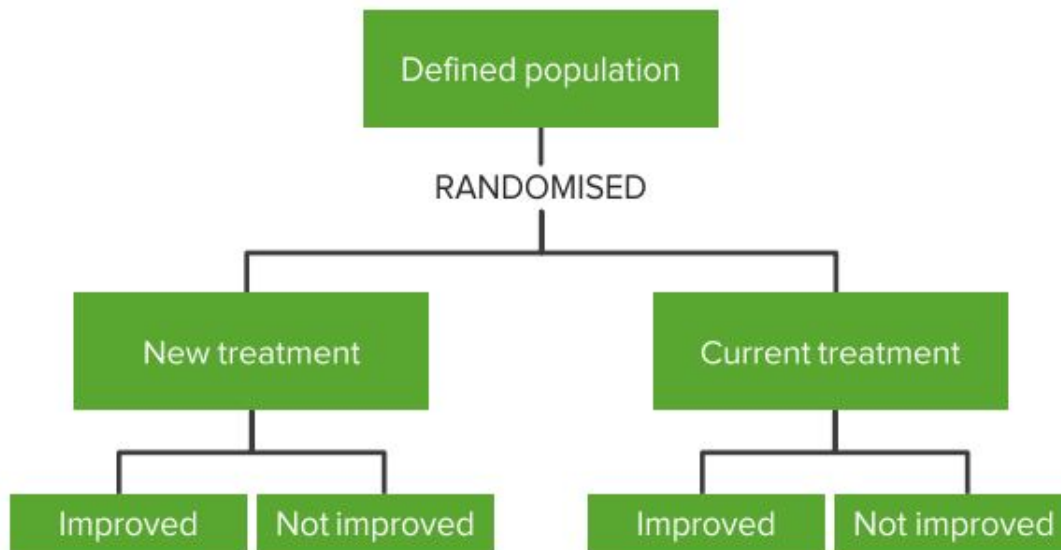 Defined population
RANDOMISED
New treatment
Current treatment
Improved
Not improved
Improved
Not improved